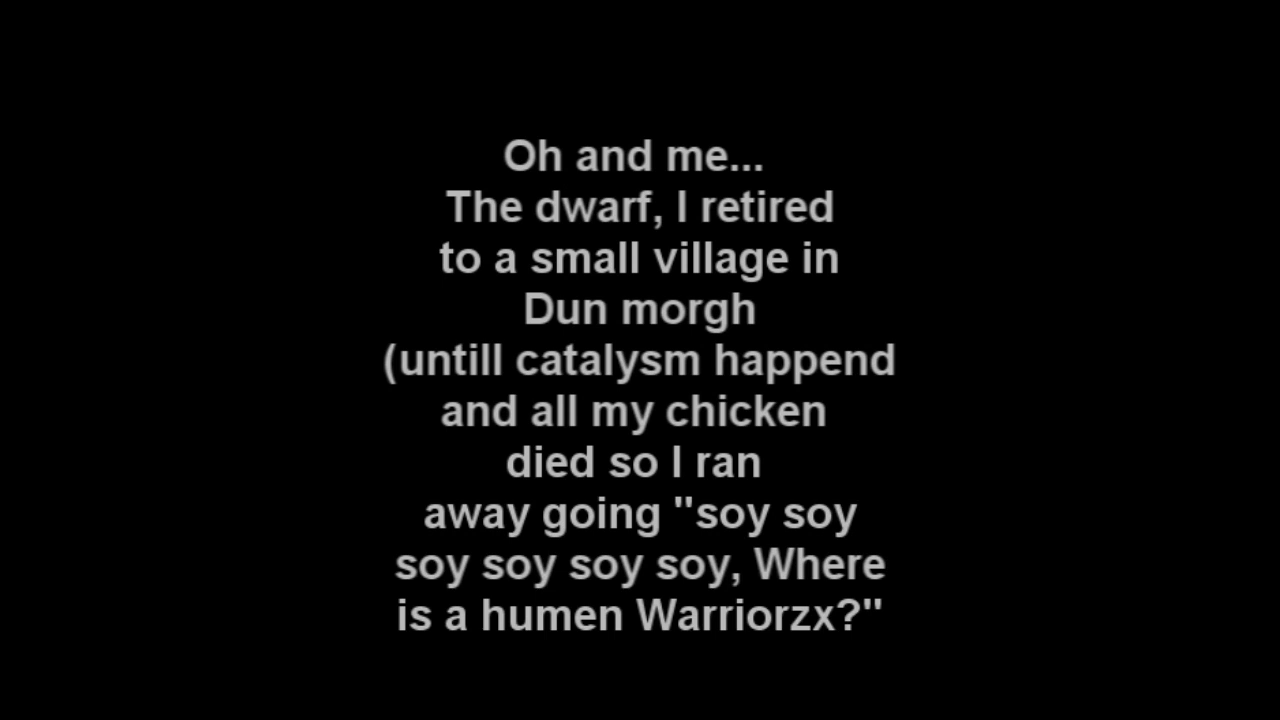 Oh and me...
The dwarf, I retired
to a small village in
Dun morgh
(untill catalysm happend
and all my chicken
died so I ran
away going "soy soy
soy soy soy soy, Where
is a humen Warriorzx?"